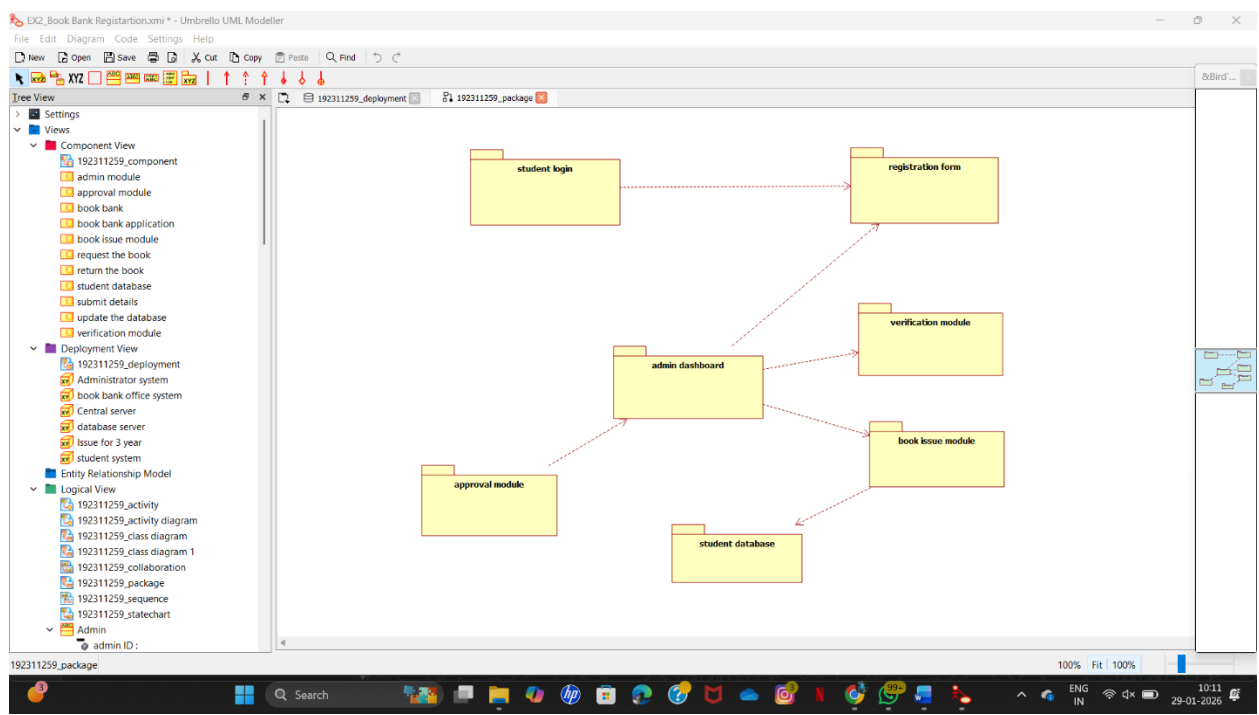 EX2_Book Bank Registartion.xmi * - Umbrello UML Modeller
File Edit Diagram Code Settings Help
New Open Save Cut Copy Paste Find
XYZ
&Bird'...
Tree View
192311259_deployment 192311259_package
Settings
Views
Component View
192311259_component
admin module
approval module
book bank
book bank application
book issue module
request the book
return the book
student database
submit details
update the database
verification module
Deployment View
192311259_deployment
Administrator system
book bank office system
Central server
database server
Issue for 3 year
student system
Entity Relationship Model
Logical View
192311259_activity
192311259_activity diagram
192311259_class diagram
192311259_class diagram 1
192311259_collaboration
192311259_package
192311259_sequence
192311259_statechart
Admin
admin ID :
student login
registration form
verification module
admin dashboard
book issue module
approval module
student database
192311259_package
100% Fit 100%
3
Search
99+
3
ENG
IN
10:11
29-01-2026